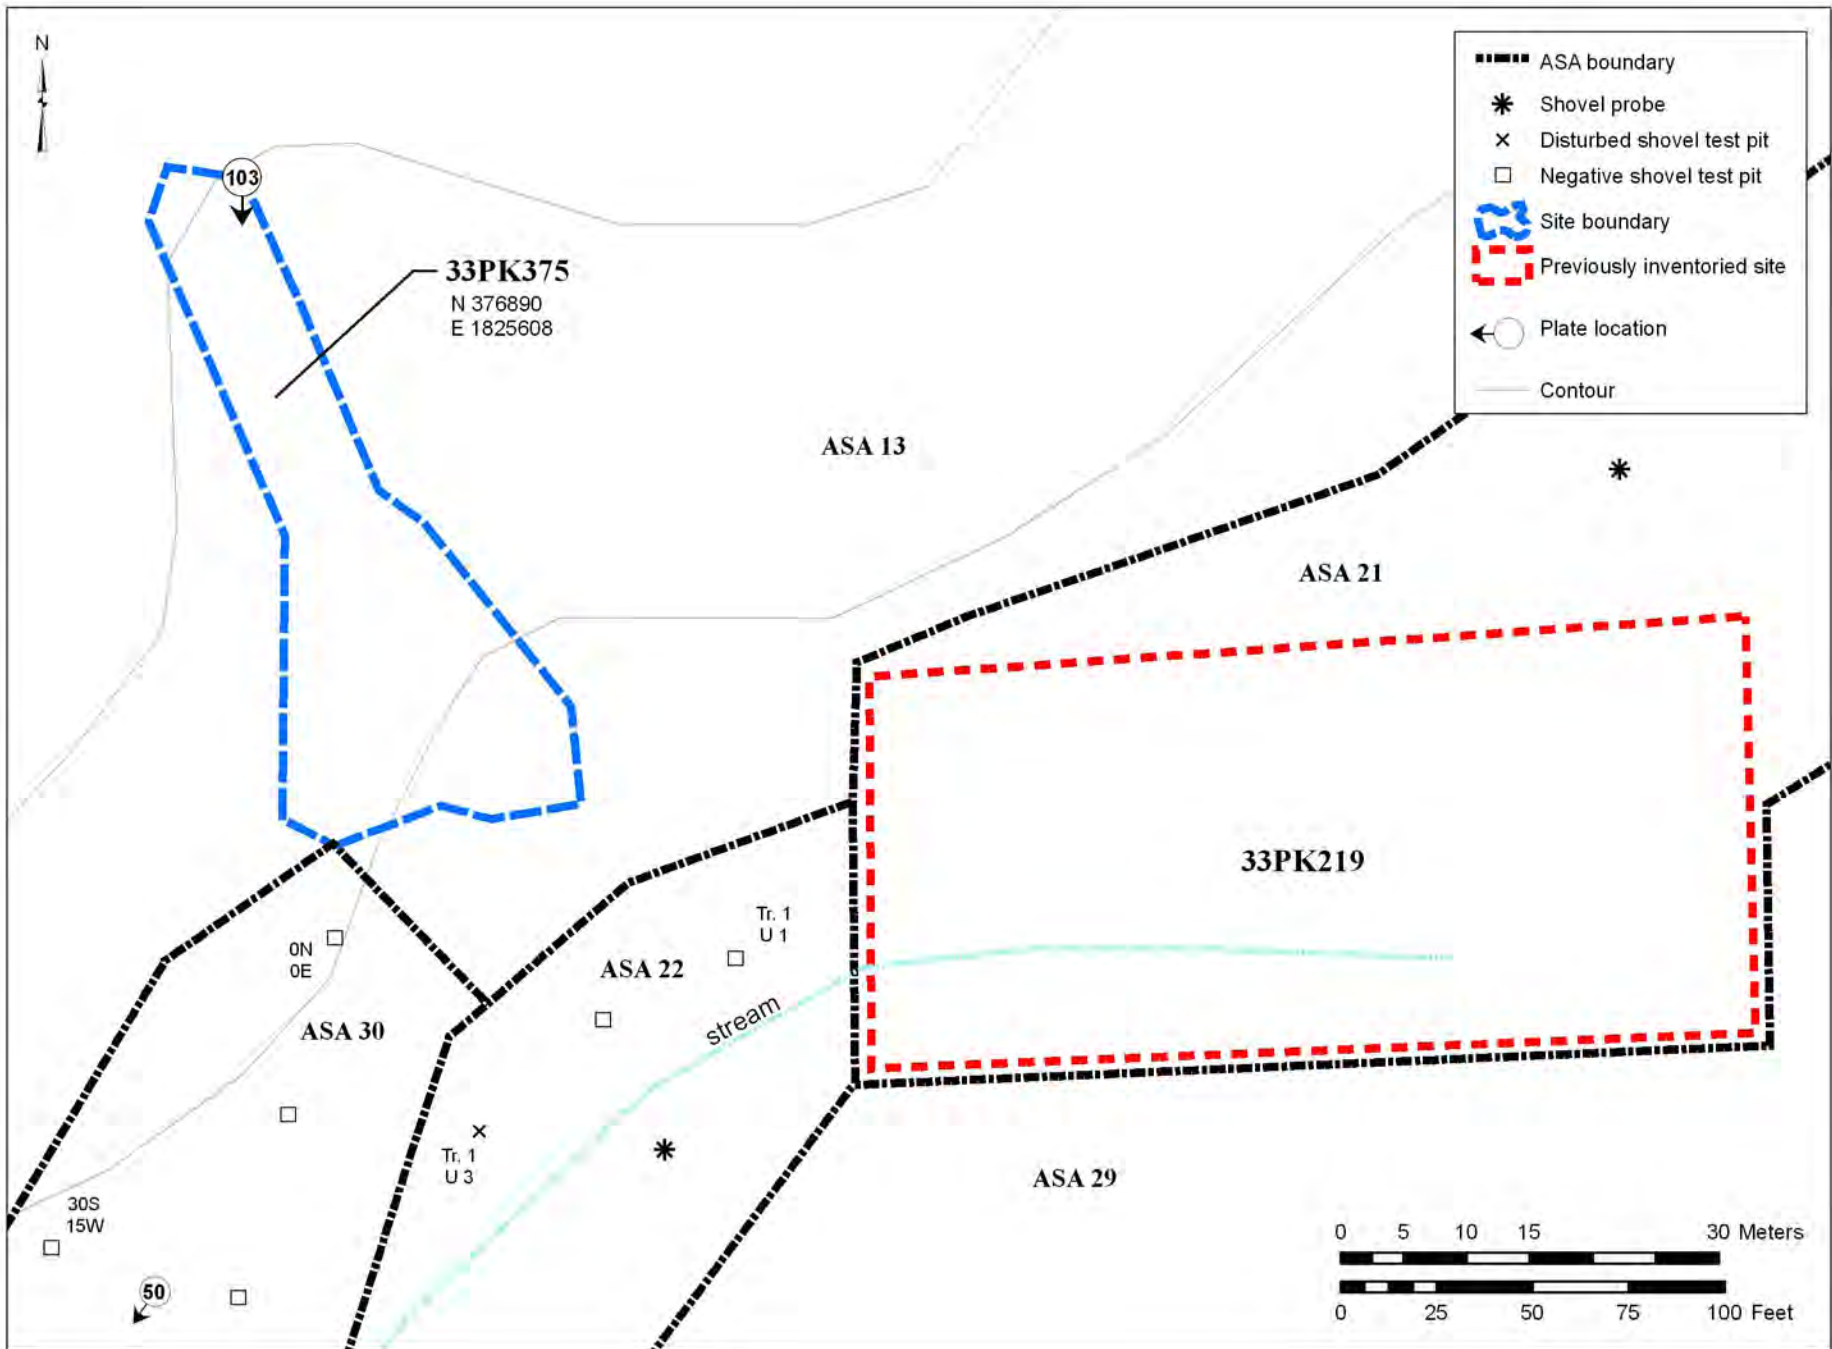 N
ASA boundary
Shovel probe
Disturbed shovel test pit
Negative shovel test pit
Site boundary
Previously inventoried site
Plate location
Contour
103
33PK375
N 376890
E 1825608
ASA 13
ASA 21
33PK219
Tr. 1
U 1
ASA 22
0N
0E
stream
ASA 30
Tr. 1
U 3
ASA 29
30S
15W
50
0 5 10 15 30 Meters
0 25 50 75 100 Feet